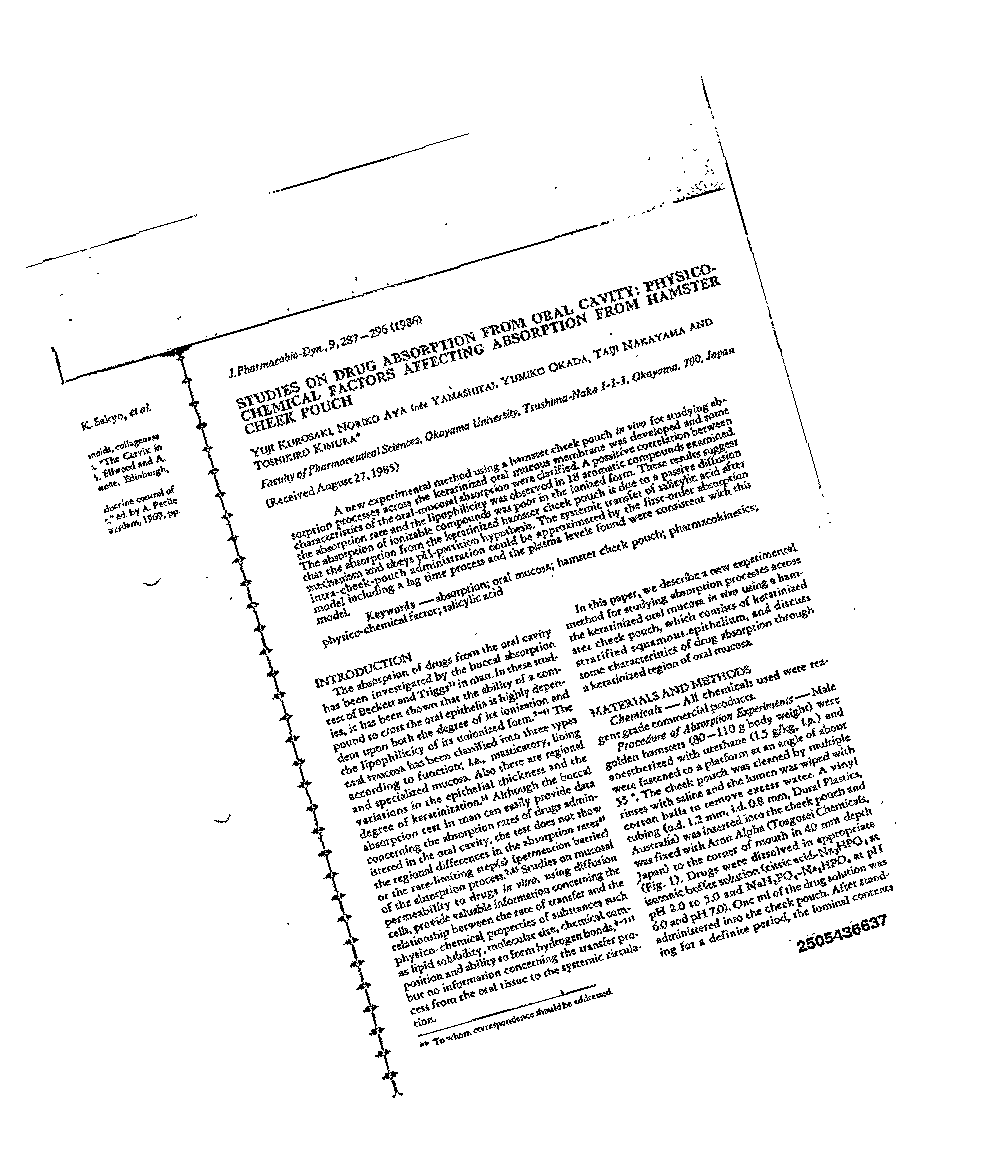 K. Sakyo, et al.
"The Cervix in
Ellwood and A.
Edinburgh,
control of
ed. by A. Pecile
1969, pp.
J. Pharmacobio-Dyn., 9, 287—296 (1986)
STUDIES ON DRUG ABSORPTION FROM ORAL CAVITY: PHYSICO-
CHEMICAL FACTORS AFFECTING ABSORPTION FROM HAMSTER
CHEEK POUCH
YUJI KUROSAKI, NORIKO AYA (née YAMASHITA), YUMIKO OKADA, TAIJI NAKAYAMA AND
TOSHIKIRO KIMURA*
Faculty of Pharmaceutical Sciences, Okayama University, Tsushima-Naka 1-1-1, Okayama, 700, Japan
(Received August 27, 1985)
A new experimental method using a hamster cheek pouch in vivo for studying ab-
sorption processes across the keratinized oral mucous membrane was developed and some
characteristics of the oral-mucosal absorption were clarified. A positive correlation between
the absorption rate and the lipophilicity was observed in 18 aromatic compounds examined.
The absorption of ionizable compounds was poor in the ionized form. These results suggest
that the absorption from the keratinized hamster cheek pouch is due to a passive diffusion
mechanism and obeys pH-partition hypothesis. The systemic transfer of salicylic acid after
intra-cheek-pouch administration could be approximated by the first-order absorption
model including a lag time process and the plasma levels found were consistent with this
model.
Keywords — absorption; oral mucosa; hamster cheek pouch; pharmacokinetics;
physico-chemical factor; salicylic acid
INTRODUCTION
The absorption of drugs from the oral cavity
has been investigated by the buccal absorption
test of Beckett and Triggs in man. In these stud-
ies, it has been shown that the ability of a com-
pound to cross the oral epithelia is highly depen-
dent upon both the degree of its ionization and
the lipophilicity of its unionized form. The
oral mucosa has been classified into three types
according to function; i.e., masticatory, lining
and specialized mucosa. Also there are regional
variations in the epithelial thickness and the
degree of keratinization. Although the buccal
absorption test in man can easily provide data
concerning the absorption rates of drugs admin-
istered in the oral cavity, the test does not show
the regional differences in the absorption rates
or the rate-limiting step(s) (permeation barrier)
of the absorption process. Studies on mucosal
permeability to drugs in vitro, using diffusion
cells, provide valuable information concerning the
relationship between the rate of transfer and the
physico-chemical properties of substances such
as lipid solubility, molecular size, chemical com-
position and ability to form hydrogen bonds,
but no information concerning the transfer pro-
cess from the oral tissue to the systemic circula-
tion.
** To whom correspondence should be addressed.
In this paper, we describe a new experimental
method for studying absorption processes across
the keratinized oral mucosa in vivo using a ham-
ster cheek pouch, which consists of keratinized
stratified squamous epithelium, and discuss
some characteristics of drug absorption through
a keratinized region of oral mucosa.
MATERIALS AND METHODS
Chemicals — All chemicals used were rea-
gent grade commercial products.
Procedure of Absorption Experiments — Male
golden hamsters (80—110 g body weight) were
anesthetized with urethane (1.5 g/kg, i.p.) and
were fastened to a platform at an angle of about
55 °. The cheek pouch was cleaned by multiple
rinses with saline and the lumen was wiped with
cotton balls to remove excess water. A vinyl
tubing (o.d. 1.2 mm, i.d. 0.8 mm, Dural Plastics,
Australia) was inserted into the cheek pouch and
was fixed with Aron Alpha (Toagosei Chemicals,
Japan) to the corner of mouth in 40 mm depth
(Fig. 1). Drugs were dissolved in appropriate
isotonic buffer solution (citric acid-Na₂HPO₄ at
pH 2.0 to 5.0 and NaH₂PO₄-Na₂HPO₄ at pH
6.0 and pH 7.0). One ml of the drug solution was
administered into the cheek pouch. After stand-
ing for a definite period, the luminal contents
2505436637